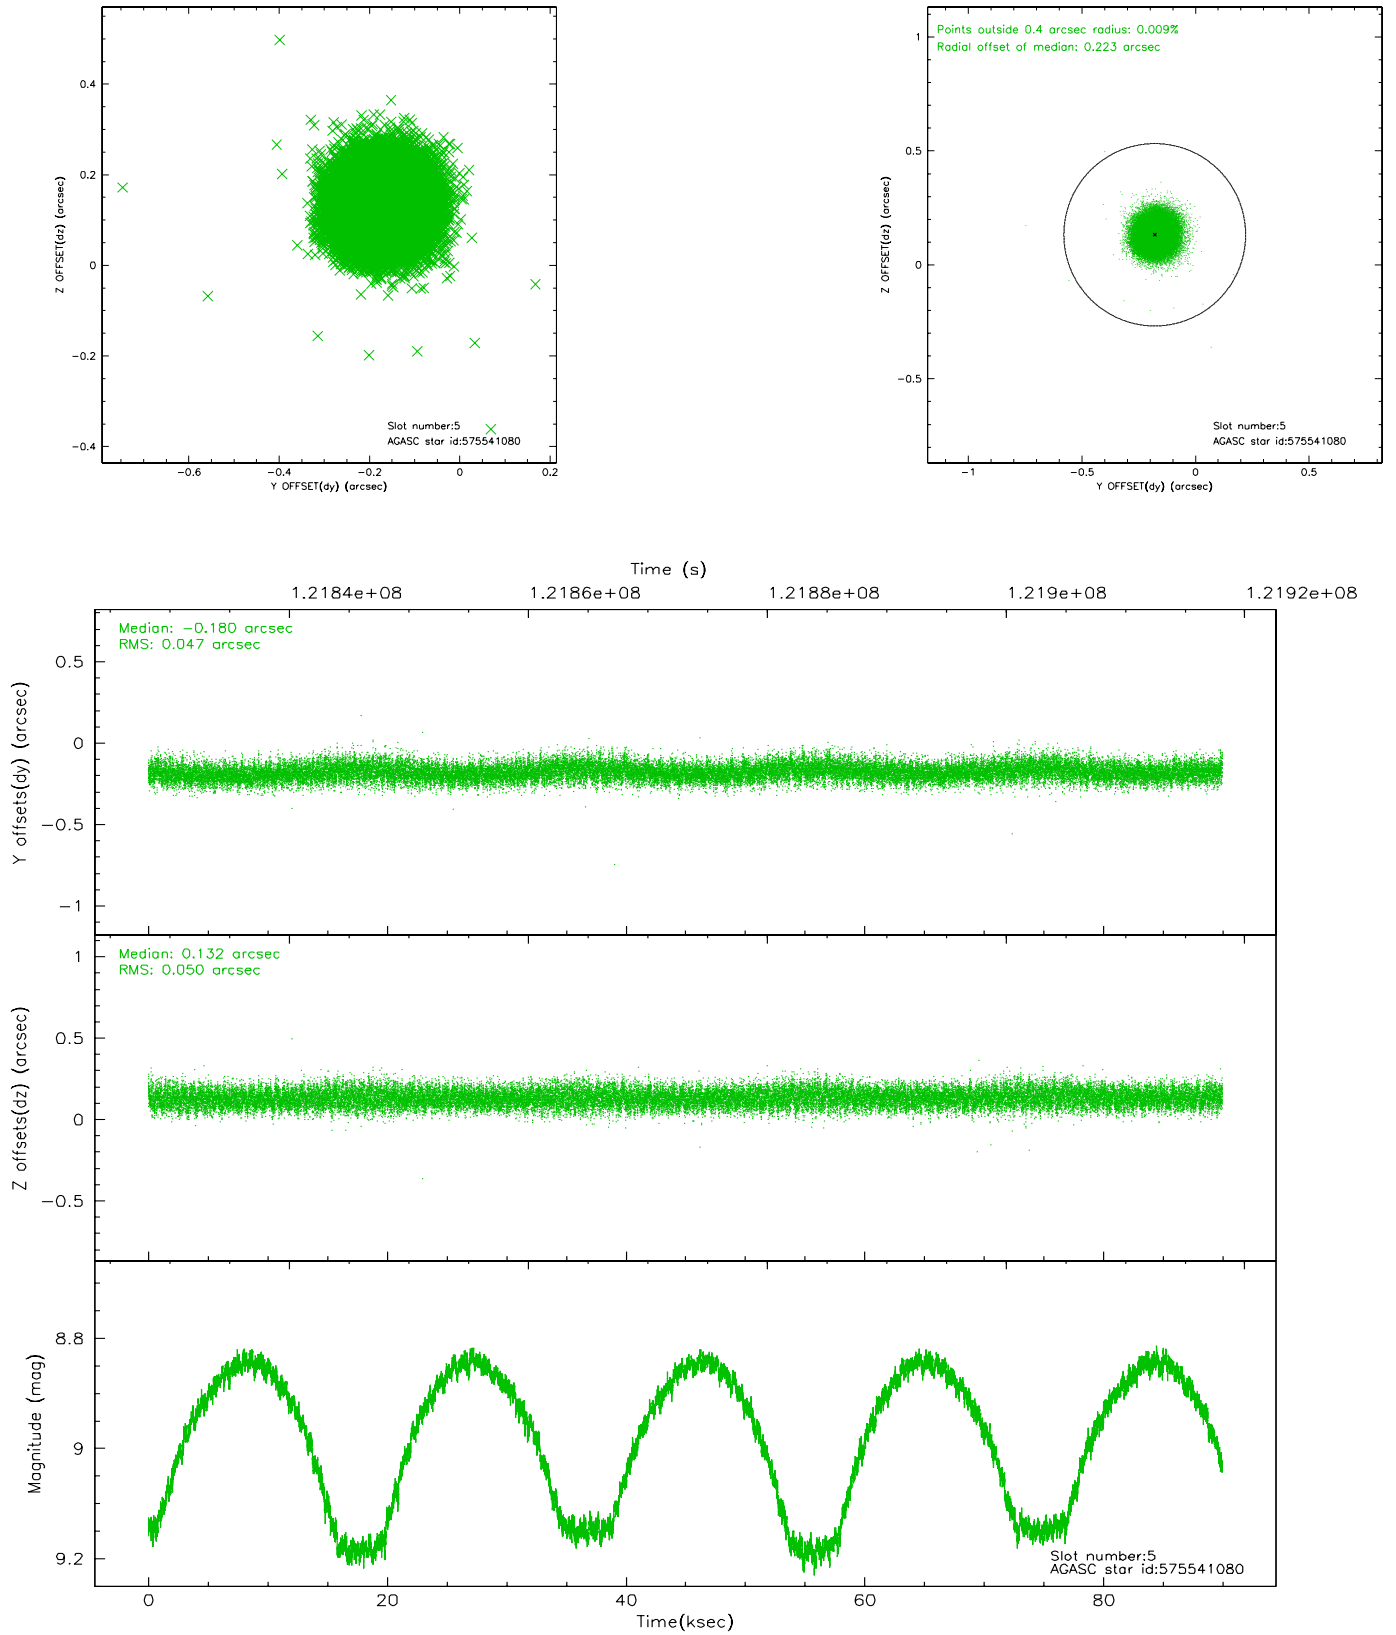 0.4
0.2
0
−0.2
−0.4
Z OFFSET(dz) (arcsec)
Slot number:5
AGASC star id:575541080
−0.6 −0.4 −0.2 0 0.2
Y OFFSET(dy) (arcsec)
Points outside 0.4 arcsec radius: 0.009%
Radial offset of median: 0.223 arcsec
1
0.5
0
−0.5
Z OFFSET(dz) (arcsec)
Slot number:5
AGASC star id:575541080
−1 −0.5 0 0.5
Y OFFSET(dy) (arcsec)
Time (s)
1.2184e+08 1.2186e+08 1.2188e+08 1.219e+08 1.2192e+08
Median: −0.180 arcsec
RMS: 0.047 arcsec
0.5
0
−0.5
−1
Y offsets(dy) (arcsec)
Median: 0.132 arcsec
RMS: 0.050 arcsec
1
0.5
0
−0.5
Z offsets(dz) (arcsec)
8.8
9
9.2
Magnitude (mag)
Slot number:5
AGASC star id:575541080
0 20 40 60 80
Time(ksec)